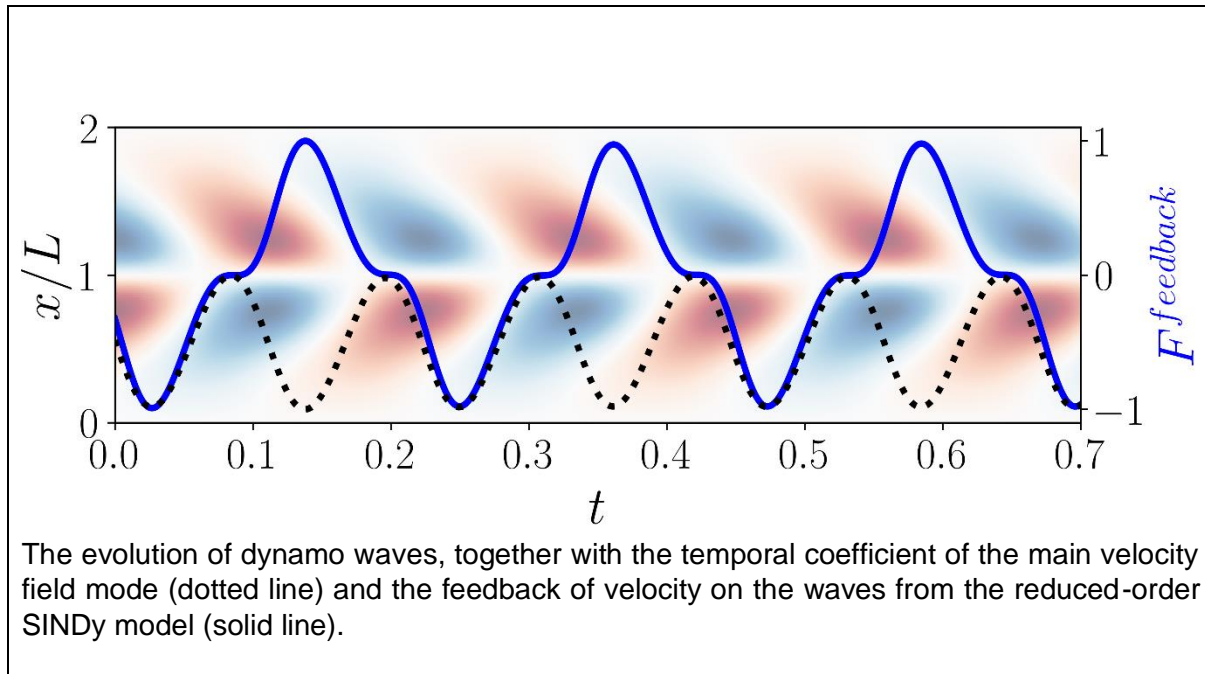 2
1
0
x/L
1
0
−1
F^{feedback}
0.0 0.1 0.2 0.3 0.4 0.5 0.6 0.7
t
The evolution of dynamo waves, together with the temporal coefficient of the main velocity
field mode (dotted line) and the feedback of velocity on the waves from the reduced-order
SINDy model (solid line).